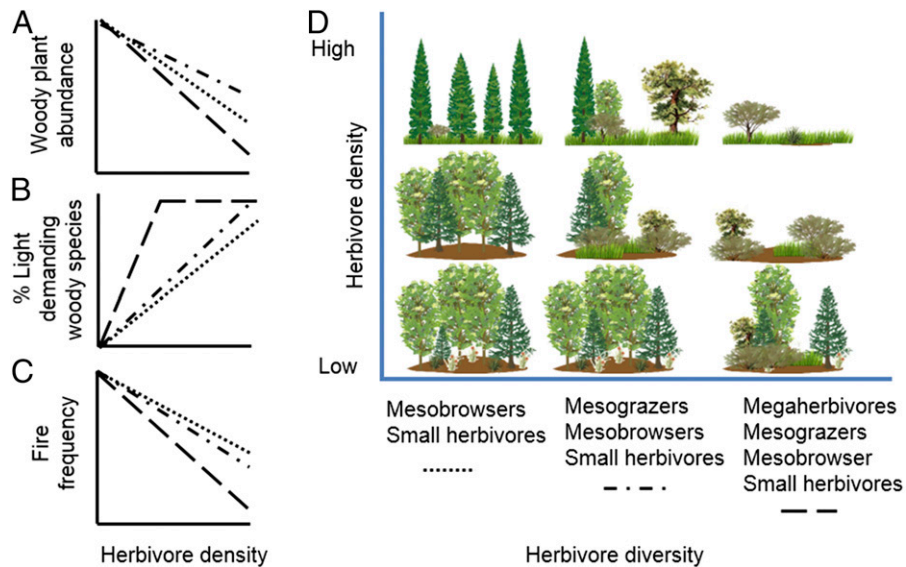 A
Woody plant
abundance
B
% Light
demanding
woody species
C
Fire
frequency
Herbivore density
D
High
Herbivore density
Low
Mesobrowsers
Small herbivores
Mesograzers
Mesobrowsers
Small herbivores
Megaherbivores
Mesograzers
Mesobrowser
Small herbivores
Herbivore diversity